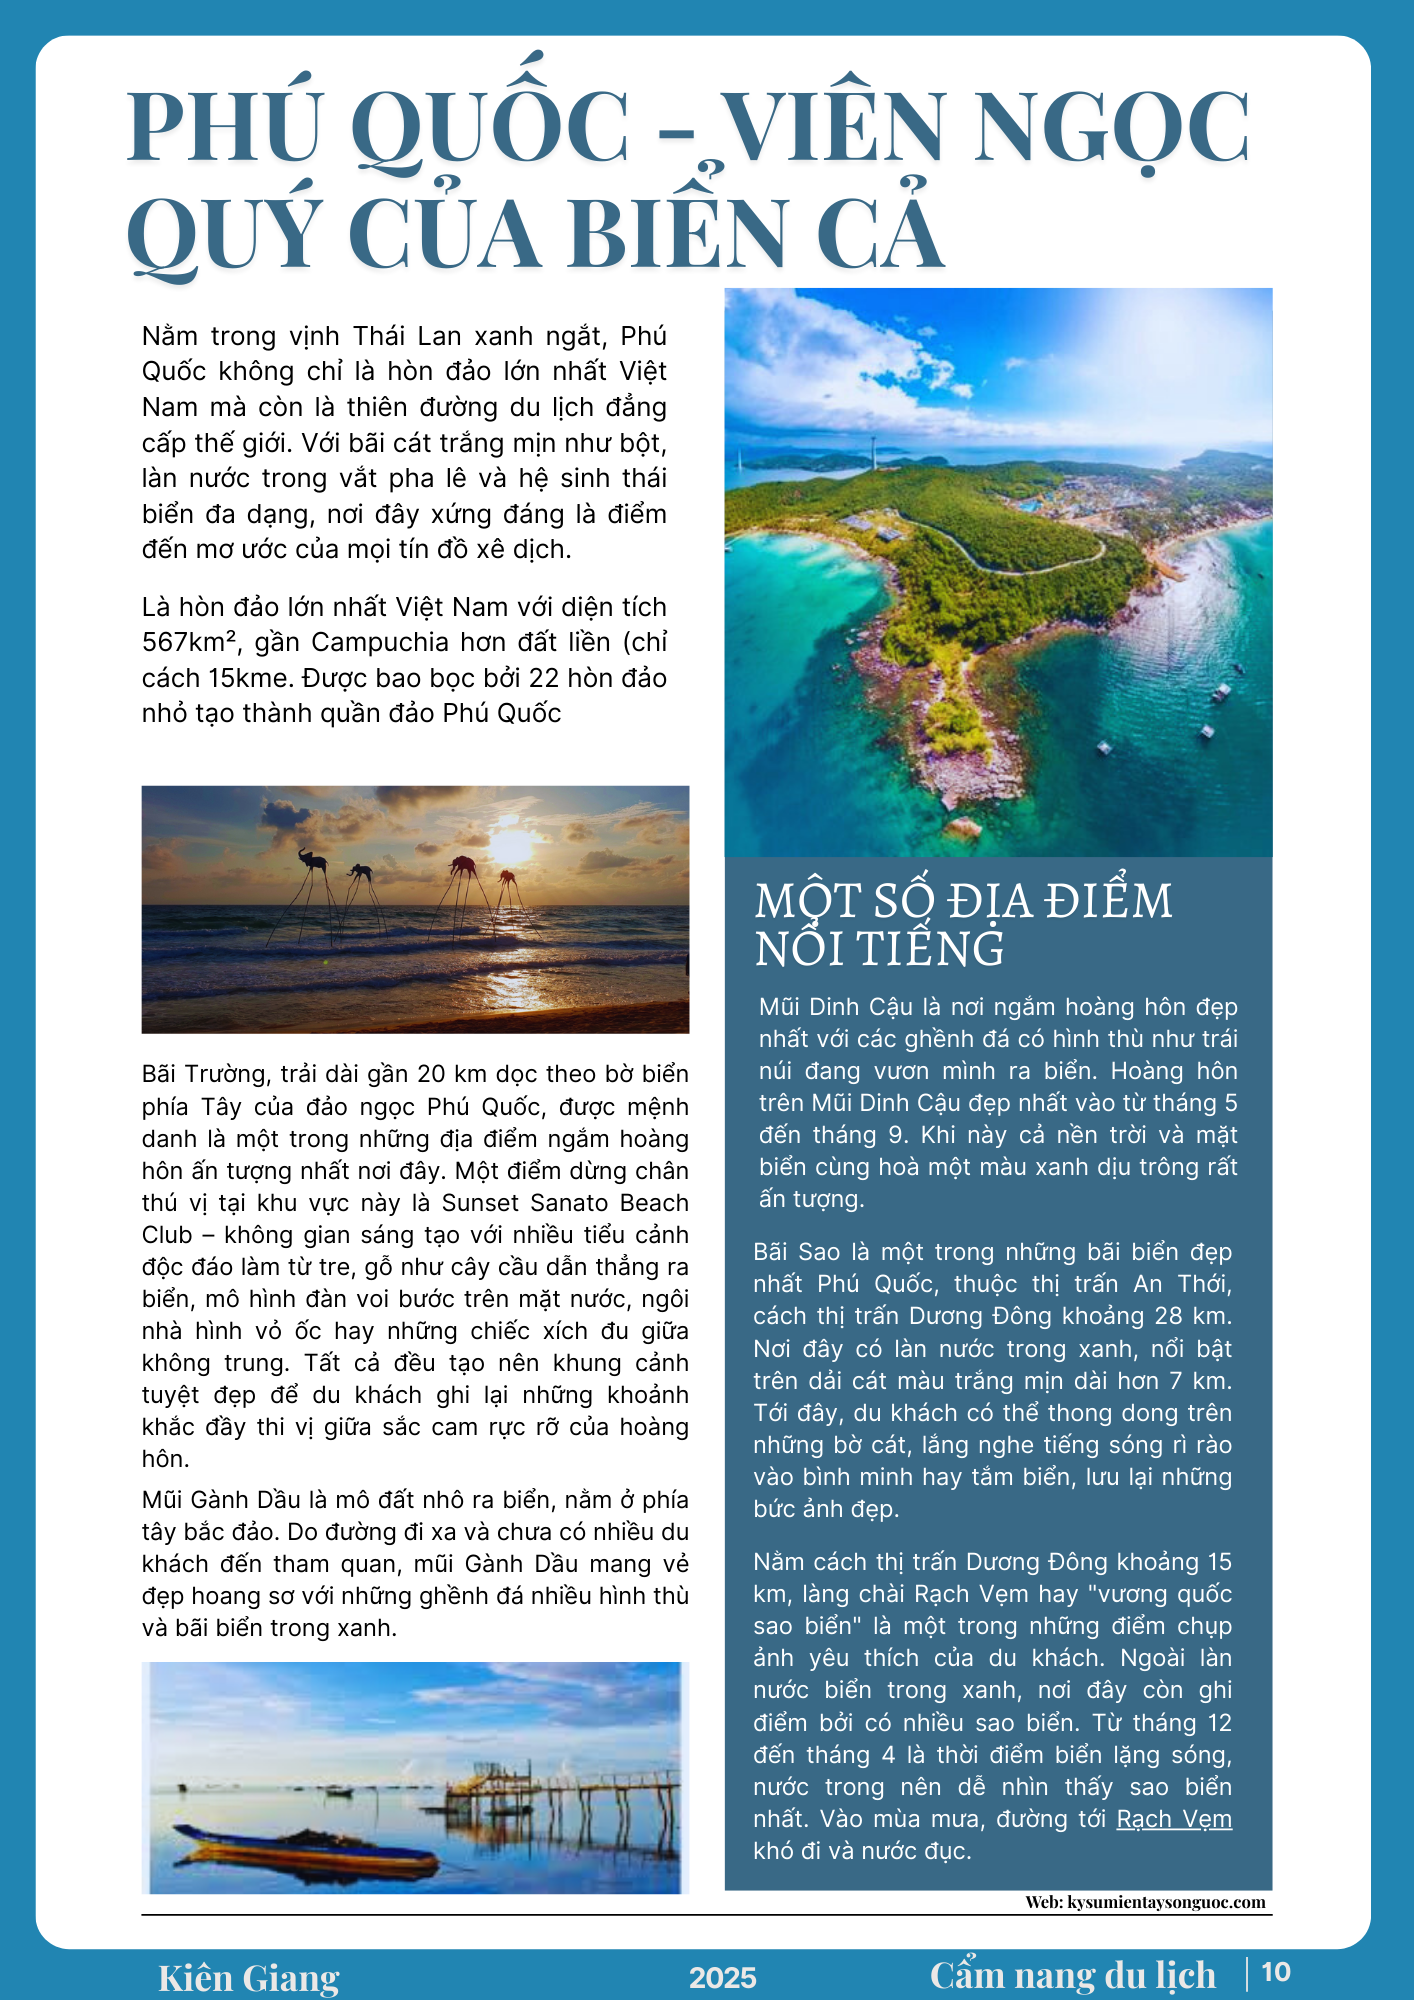 PHÚ QUỐC – VIÊN NGỌC
QUÝ CỦA BIỂN CẢ
Nằm trong vịnh Thái Lan xanh ngắt, Phú
Quốc không chỉ là hòn đảo lớn nhất Việt
Nam mà còn là thiên đường du lịch đẳng
cấp thế giới. Với bãi cát trắng mịn như bột,
làn nước trong vắt pha lê và hệ sinh thái
biển đa dạng, nơi đây xứng đáng là điểm
đến mơ ước của mọi tín đồ xê dịch.
Là hòn đảo lớn nhất Việt Nam với diện tích
567km², gần Campuchia hơn đất liền (chỉ
cách 15kme. Được bao bọc bởi 22 hòn đảo
nhỏ tạo thành quần đảo Phú Quốc
Bãi Trường, trải dài gần 20 km dọc theo bờ biển
phía Tây của đảo ngọc Phú Quốc, được mệnh
danh là một trong những địa điểm ngắm hoàng
hôn ấn tượng nhất nơi đây. Một điểm dừng chân
thú vị tại khu vực này là Sunset Sanato Beach
Club – không gian sáng tạo với nhiều tiểu cảnh
độc đáo làm từ tre, gỗ như cây cầu dẫn thẳng ra
biển, mô hình đàn voi bước trên mặt nước, ngôi
nhà hình vỏ ốc hay những chiếc xích đu giữa
không trung. Tất cả đều tạo nên khung cảnh
tuyệt đẹp để du khách ghi lại những khoảnh
khắc đầy thi vị giữa sắc cam rực rỡ của hoàng
hôn.
Mũi Gành Dầu là mô đất nhô ra biển, nằm ở phía
tây bắc đảo. Do đường đi xa và chưa có nhiều du
khách đến tham quan, mũi Gành Dầu mang vẻ
đẹp hoang sơ với những ghềnh đá nhiều hình thù
và bãi biển trong xanh.
MỘT SỐ ĐỊA ĐIỂM
NỔI TIẾNG
Mũi Dinh Cậu là nơi ngắm hoàng hôn đẹp
nhất với các ghềnh đá có hình thù như trái
núi đang vươn mình ra biển. Hoàng hôn
trên Mũi Dinh Cậu đẹp nhất vào từ tháng 5
đến tháng 9. Khi này cả nền trời và mặt
biển cùng hoà một màu xanh dịu trông rất
ấn tượng.
Bãi Sao là một trong những bãi biển đẹp
nhất Phú Quốc, thuộc thị trấn An Thới,
cách thị trấn Dương Đông khoảng 28 km.
Nơi đây có làn nước trong xanh, nổi bật
trên dải cát màu trắng mịn dài hơn 7 km.
Tới đây, du khách có thể thong dong trên
những bờ cát, lắng nghe tiếng sóng rì rào
vào bình minh hay tắm biển, lưu lại những
bức ảnh đẹp.
Nằm cách thị trấn Dương Đông khoảng 15
km, làng chài Rạch Vẹm hay "vương quốc
sao biển" là một trong những điểm chụp
ảnh yêu thích của du khách. Ngoài làn
nước biển trong xanh, nơi đây còn ghi
điểm bởi có nhiều sao biển. Từ tháng 12
đến tháng 4 là thời điểm biển lặng sóng,
nước trong nên dễ nhìn thấy sao biển
nhất. Vào mùa mưa, đường tới Rạch Vẹm
khó đi và nước đục.
Web: kysumientaysonguoc.com
Kiên Giang
2025
Cẩm nang du lịch
10